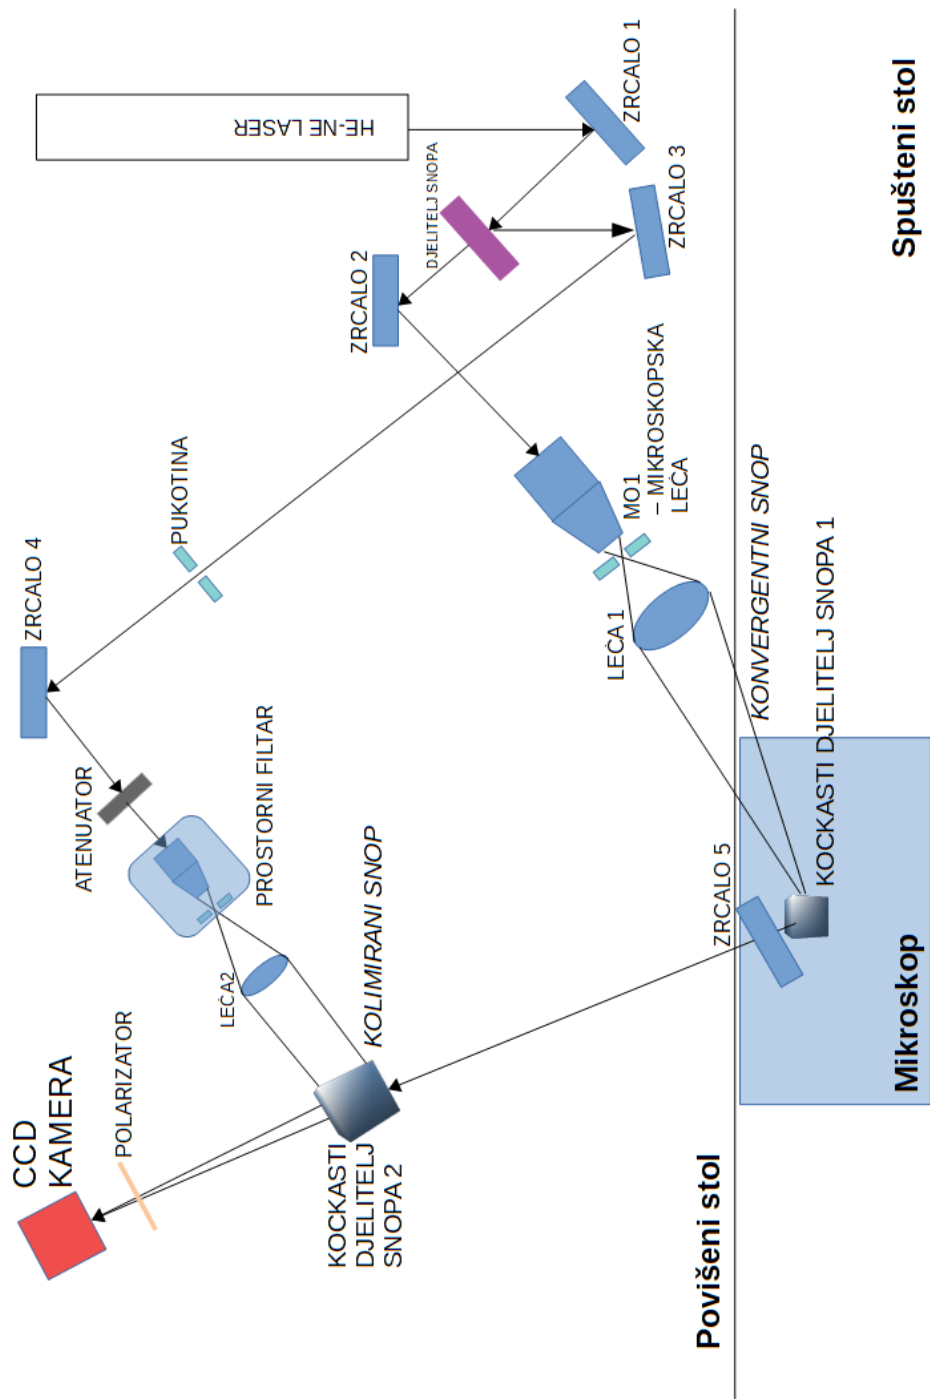 HE-NE LASER
ZRCALO 1
DJELITELJ SNOPA
ZRCALO 3
ZRCALO 2
Spušteni stol
PUKOTINA
MO1
– MIKROSKOPSKA
LEĆA
ZRCALO 4
LEĆA 1
KONVERGENTNI SNOP
KOCKASTI DJELITELJ SNOPA 1
ATENUATOR
PROSTORNI FILTAR
ZRCALO 5
LEĆA2
KOLIMIRANI SNOP
Mikroskop
CCD
KAMERA
POLARIZATOR
KOCKASTI
DJELITELJ
SNOPA 2
Povišeni stol